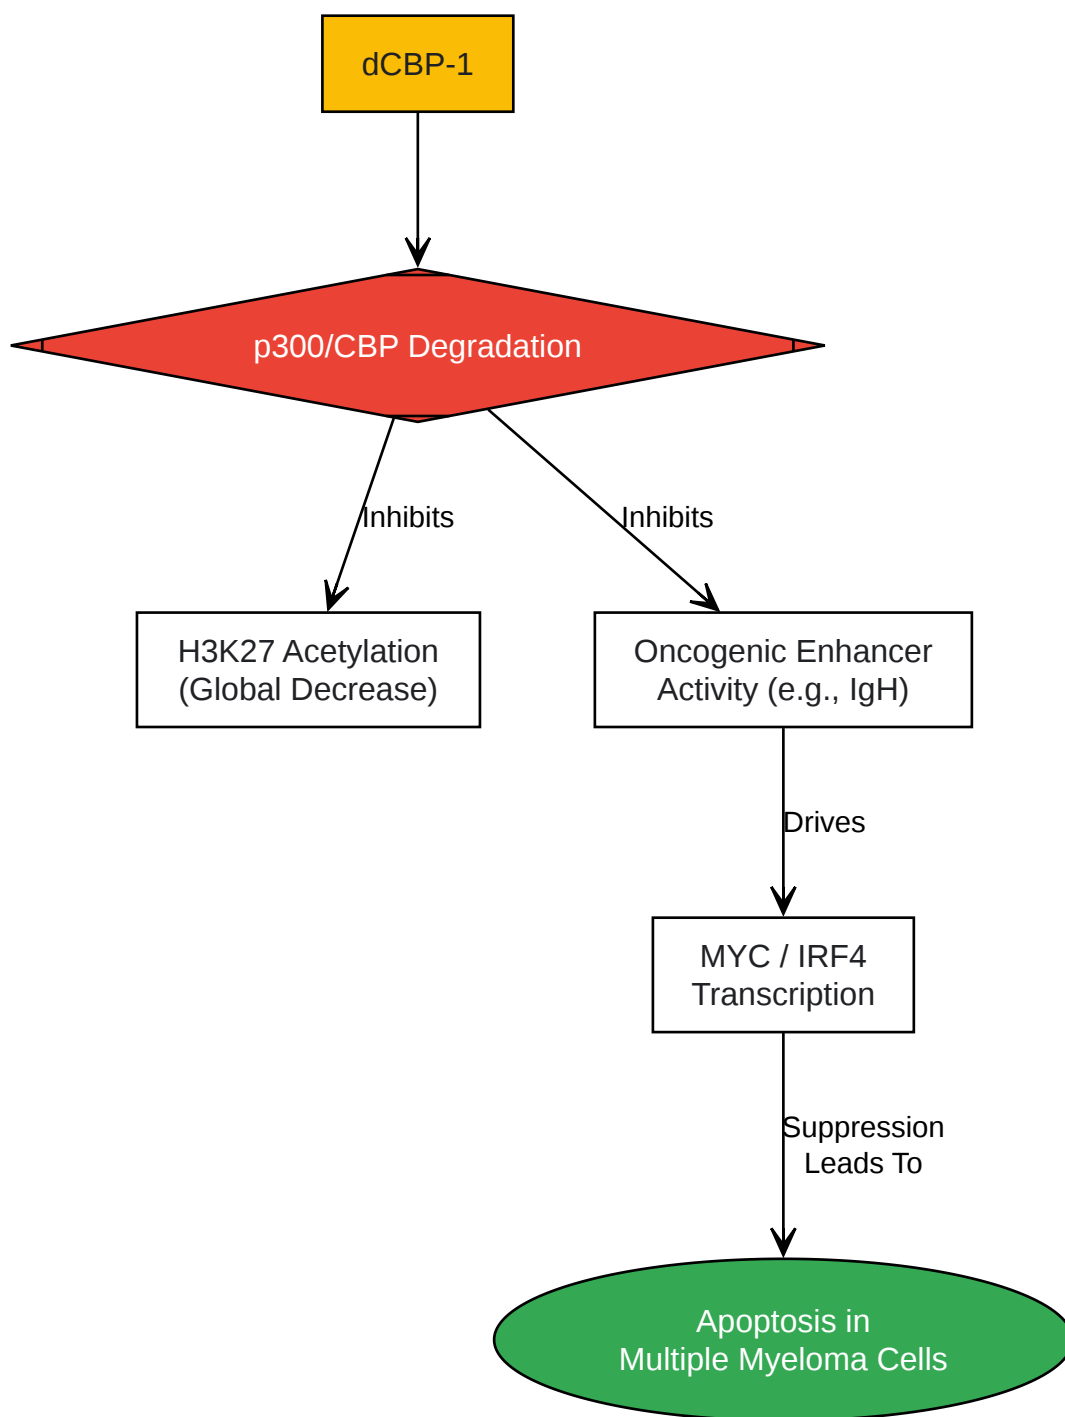 dCBP-1
p300/CBP Degradation
Inhibits
Inhibits
H3K27 Acetylation
(Global Decrease)
Oncogenic Enhancer
Activity (e.g., IgH)
Drives
MYC / IRF4
Transcription
Suppression
Leads To
Apoptosis in
Multiple Myeloma Cells